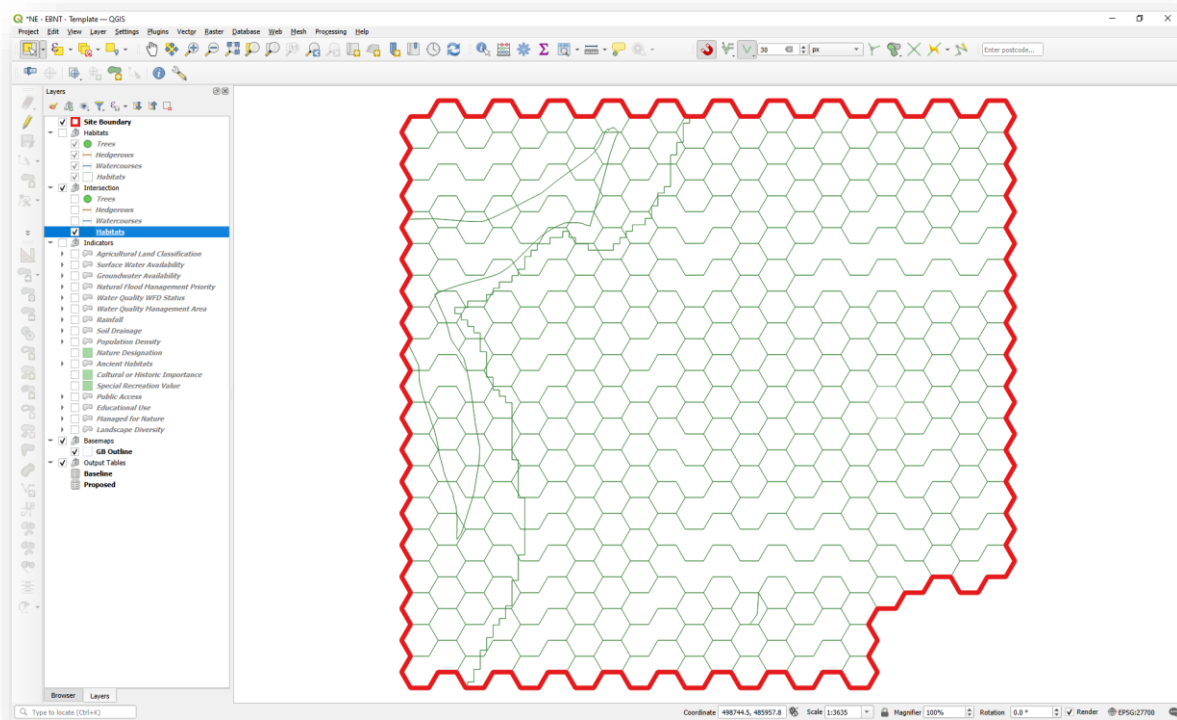 *NE - EBNT - Template — QGIS
Project Edit View Layer Settings Plugins Vector Raster Database Web Mesh Processing Help
30 px Enter postcode...
Layers
Site Boundary
Habitats
Trees
Hedgerows
Watercourses
Habitats
Intersection
Trees
Hedgerows
Watercourses
Habitats
Indicators
Agricultural Land Classification
Surface Water Availability
Groundwater Availability
Natural Flood Management Priority
Water Quality WFD Status
Water Quality Management Area
Rainfall
Soil Drainage
Population Density
Nature Designation
Ancient Habitats
Cultural or Historic Importance
Special Recreation Value
Public Access
Educational Use
Managed for Nature
Landscape Diversity
Basemaps
GB Outline
Output Tables
Baseline
Proposed
Browser Layers
Type to locate (Ctrl+K) Coordinate 498744.5, 485957.8 Scale 1:3635 Magnifier 100% Rotation 0.0 ° Render EPSG:27700